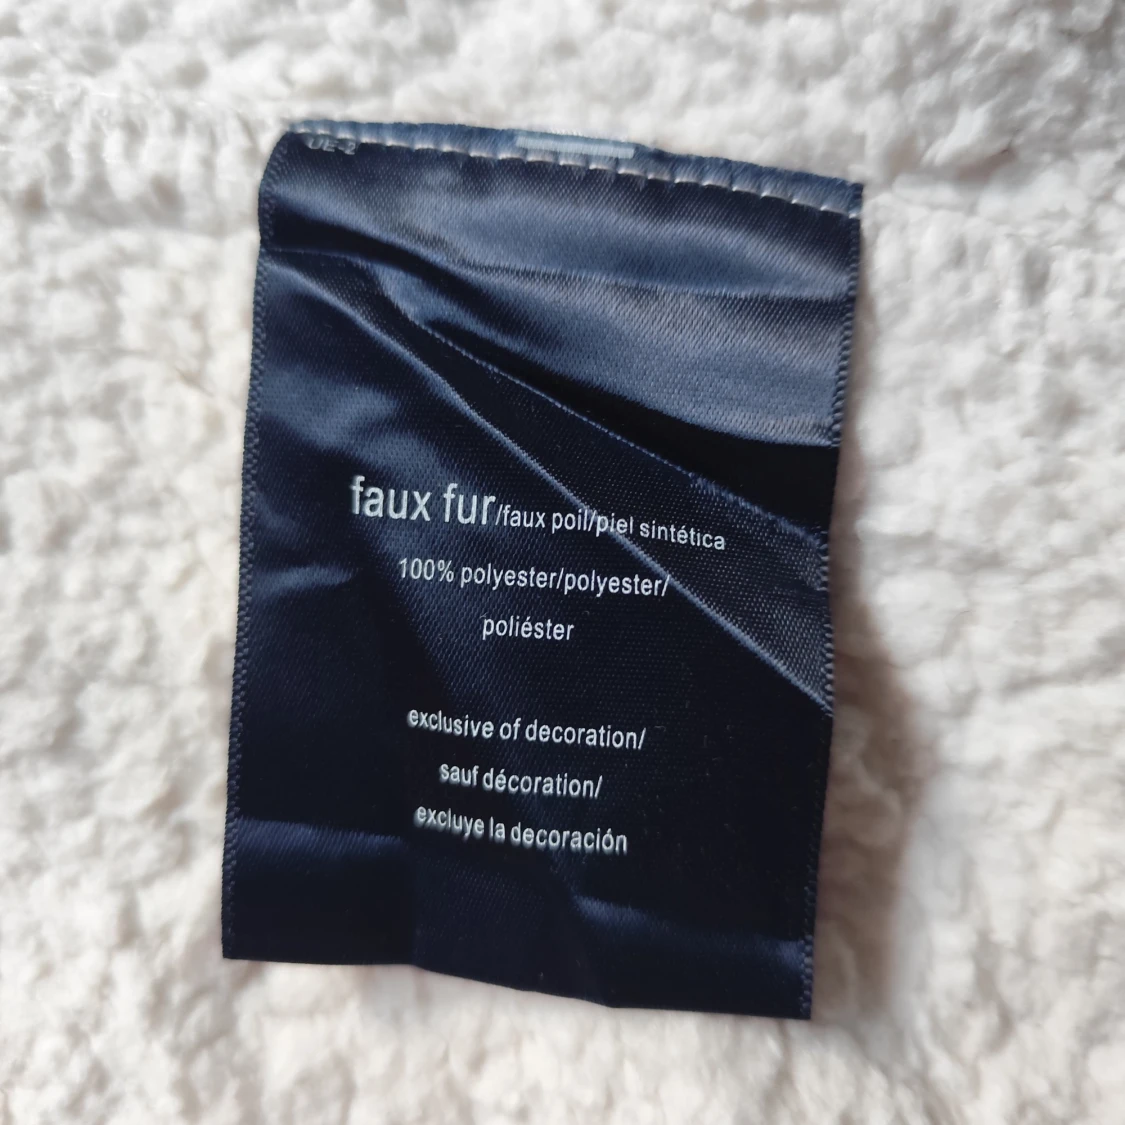 faux fur/faux poil/piel sintética
100% polyester/polyester/
poliéster
exclusive of decoration/
sauf décoration/
excluye la decoración